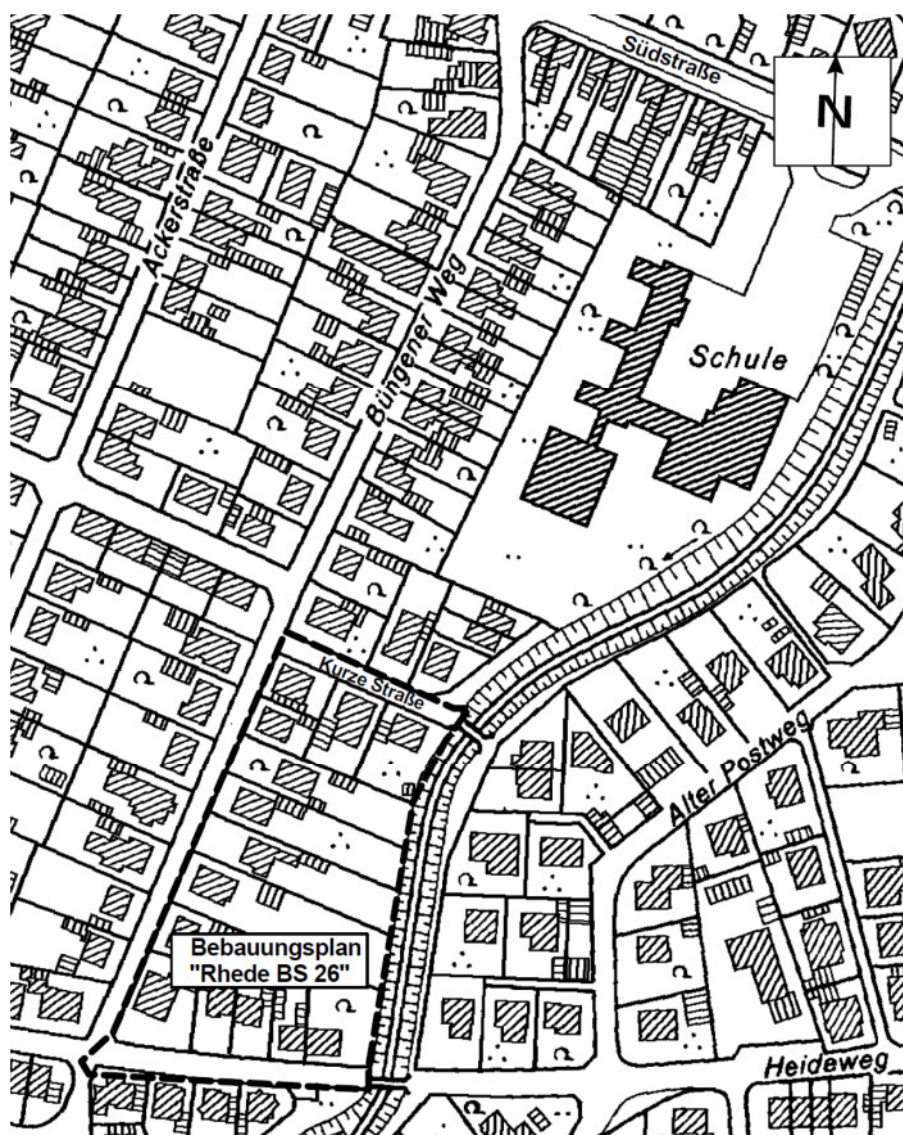 Südstraße
N
Ackerstraße
Büngener Weg
Schule
Kurze Straße
Alter Postweg
Bebauungsplan
"Rhede BS 26"
Heideweg